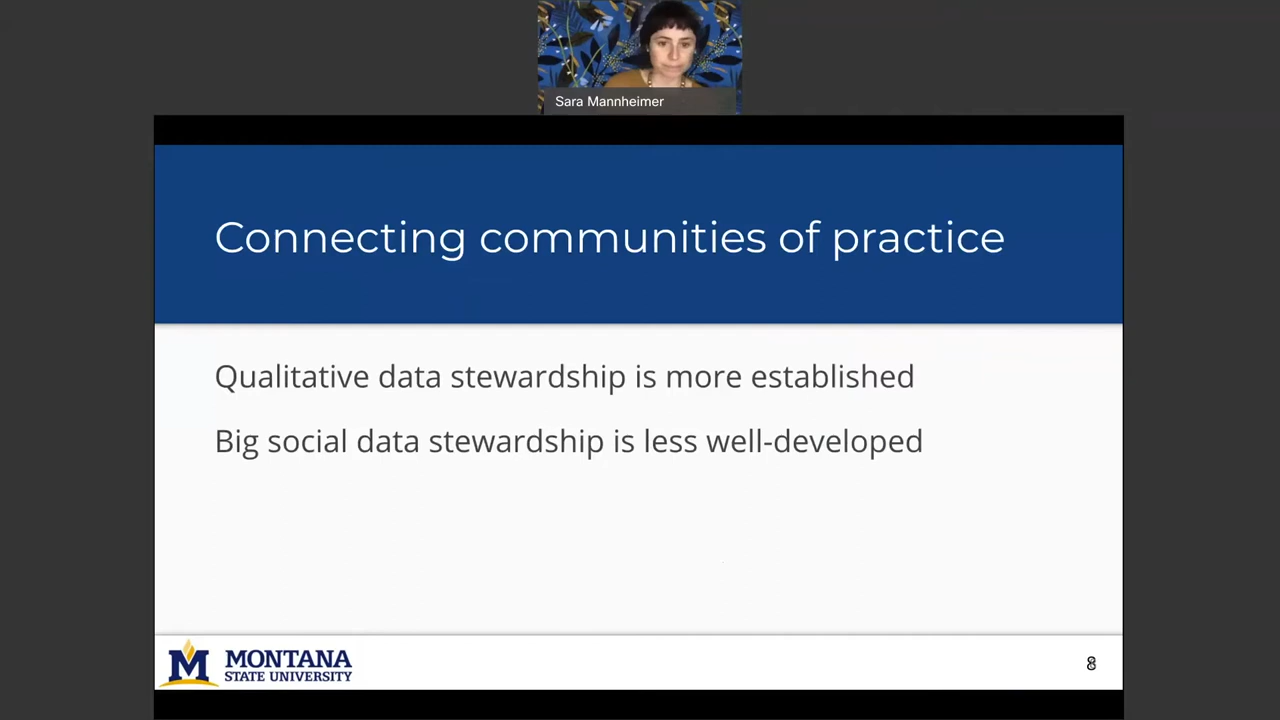 Sara Mannheimer
Connecting communities of practice
Qualitative data stewardship is more established
Big social data stewardship is less well-developed
M MONTANA
STATE UNIVERSITY
8